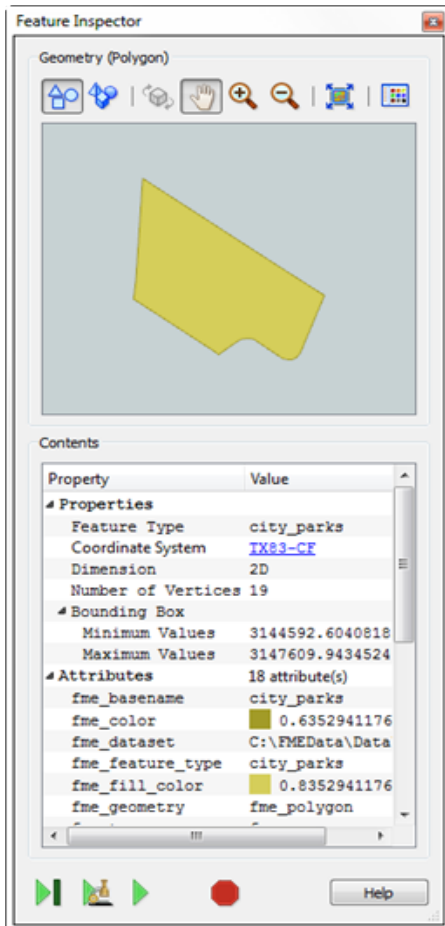 Feature Inspector
Geometry (Polygon)
Contents
Property Value
Properties
Feature Type city_parks
Coordinate System TX83-CF
Dimension 2D
Number of Vertices 19
Bounding Box
Minimum Values 3144592.6040818
Maximum Values 3147609.9434524
Attributes 18 attribute(s)
fme_basename city_parks
fme_color 0.6352941176
fme_dataset C:\FMEData\Data
fme_feature_type city_parks
fme_fill_color 0.8352941176
fme_geometry fme_polygon
Help